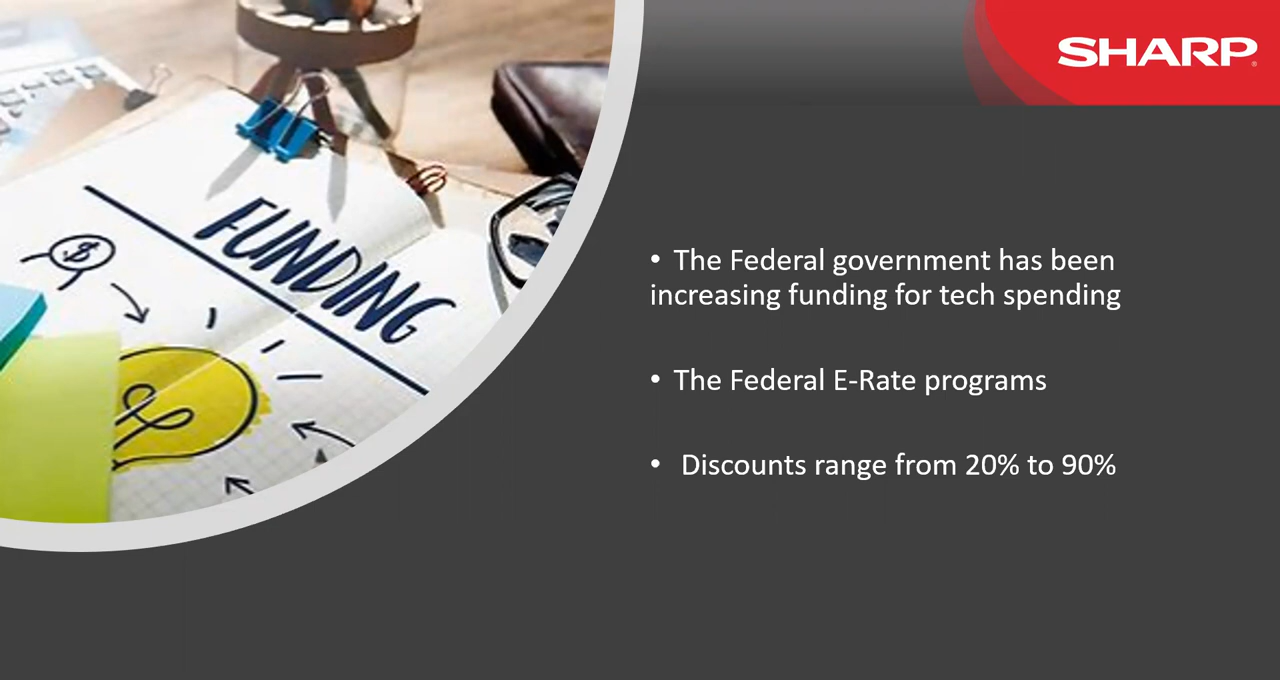 SHARP
FUNDING
$
• The Federal government has been
increasing funding for tech spending
• The Federal E-Rate programs
• Discounts range from 20% to 90%